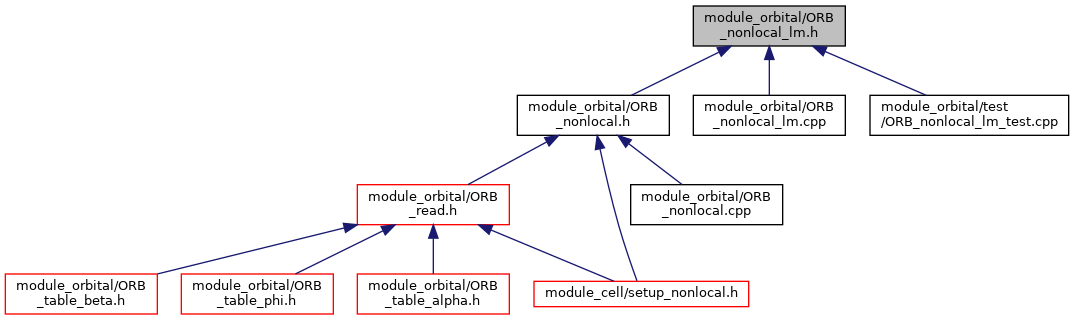 module_orbital/ORB
_nonlocal_lm.h
module_orbital/ORB
_nonlocal.h
module_orbital/ORB
_nonlocal_lm.cpp
module_orbital/test
/ORB_nonlocal_lm_test.cpp
module_orbital/ORB
_read.h
module_orbital/ORB
_nonlocal.cpp
module_orbital/ORB
_table_beta.h
module_orbital/ORB
_table_phi.h
module_orbital/ORB
_table_alpha.h
module_cell/setup_nonlocal.h